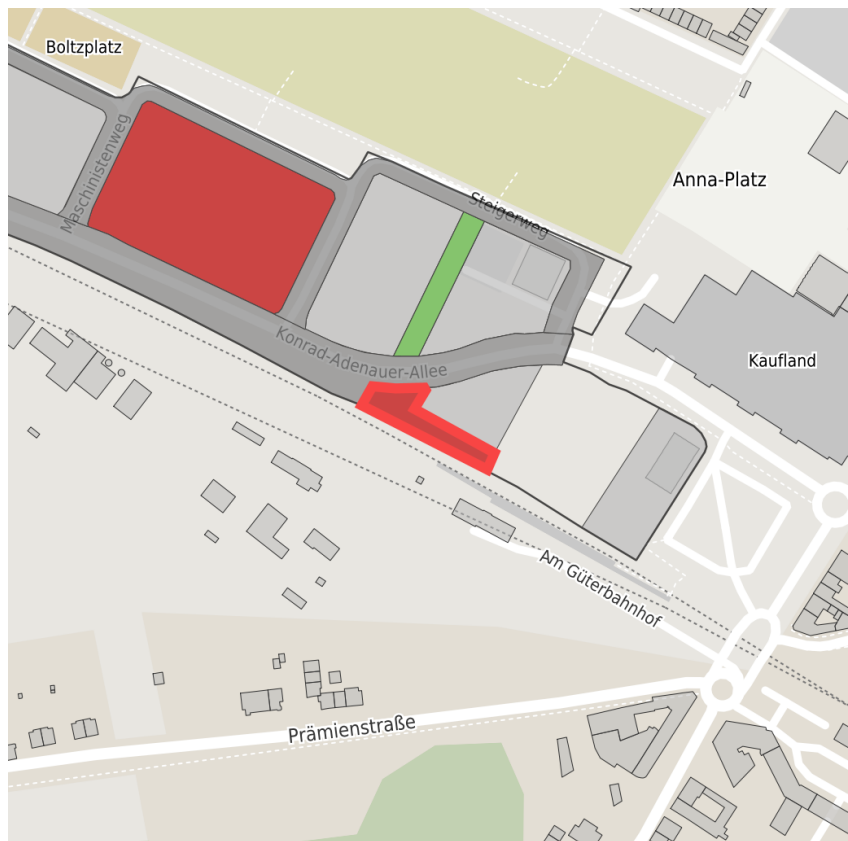 Boltzplatz
Maschinistenweg
Anna-Platz
Steigerweg
Konrad-Adenauer-Allee
Kaufland
Am Güterbahnhof
Prämienstraße